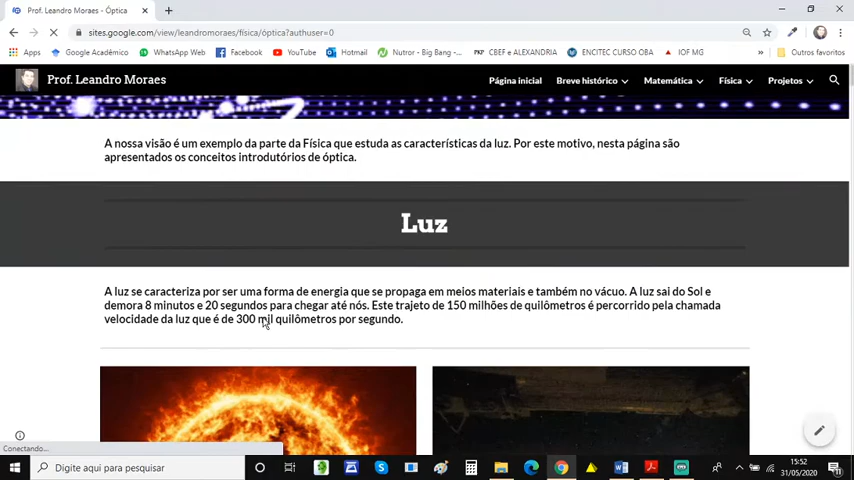 Prof. Leandro Moraes - Óptica
sites.google.com/view/leandromoraes/física/óptica?authuser=0
Apps Google Acadêmico WhatsApp Web Facebook YouTube Hotmail Nutror - Big Bang - ... PKP CBEF e ALEXANDRIA ENCITEC CURSO OBA IOF MG » Outros favoritos
Prof. Leandro Moraes Página inicial Breve histórico Matemática Física Projetos
A nossa visão é um exemplo da parte da Física que estuda as características da luz. Por este motivo, nesta página são
apresentados os conceitos introdutórios de óptica.
Luz
A luz se caracteriza por ser uma forma de energia que se propaga em meios materiais e também no vácuo. A luz sai do Sol e
demora 8 minutos e 20 segundos para chegar até nós. Este trajeto de 150 milhões de quilômetros é percorrido pela chamada
velocidade da luz que é de 300 mil quilômetros por segundo.
Conectando...
Digite aqui para pesquisar
15:52
31/05/2020